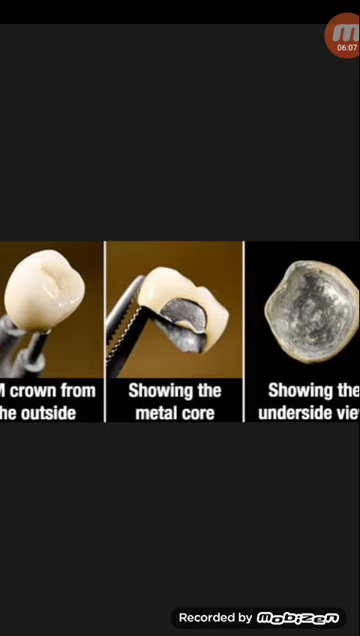 06:07
M crown from
he outside
Showing the
metal core
Showing the
underside vie
Recorded by mobizen